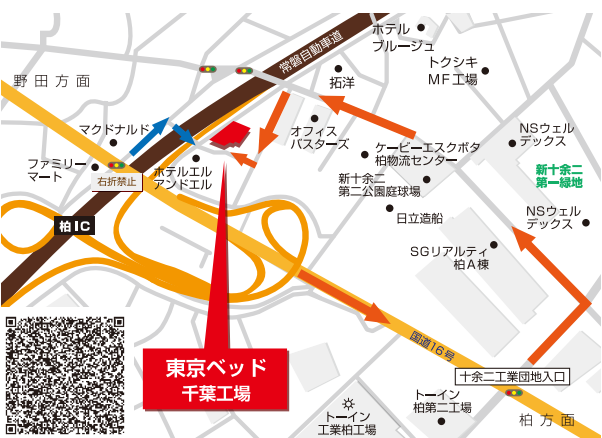 ホテル
ブルージュ
常磐自動車道
トクシキ
MF工場
野田方面
拓洋
マクドナルド
オフィス
バスターズ
NSウェル
デックス
ケービーエスクボタ
柏物流センター
ファミリー
マート
ホテルエル
アンドエル
右折禁止
新十余二
第二公園庭球場
新十余二
第一緑地
NSウェル
デックス
日立造船
柏IC
SGリアルティ
柏A棟
国道16号
東京ベッド
千葉工場
十余二工業団地入口
トーイン
工業柏工場
トーイン
柏第二工場
柏方面